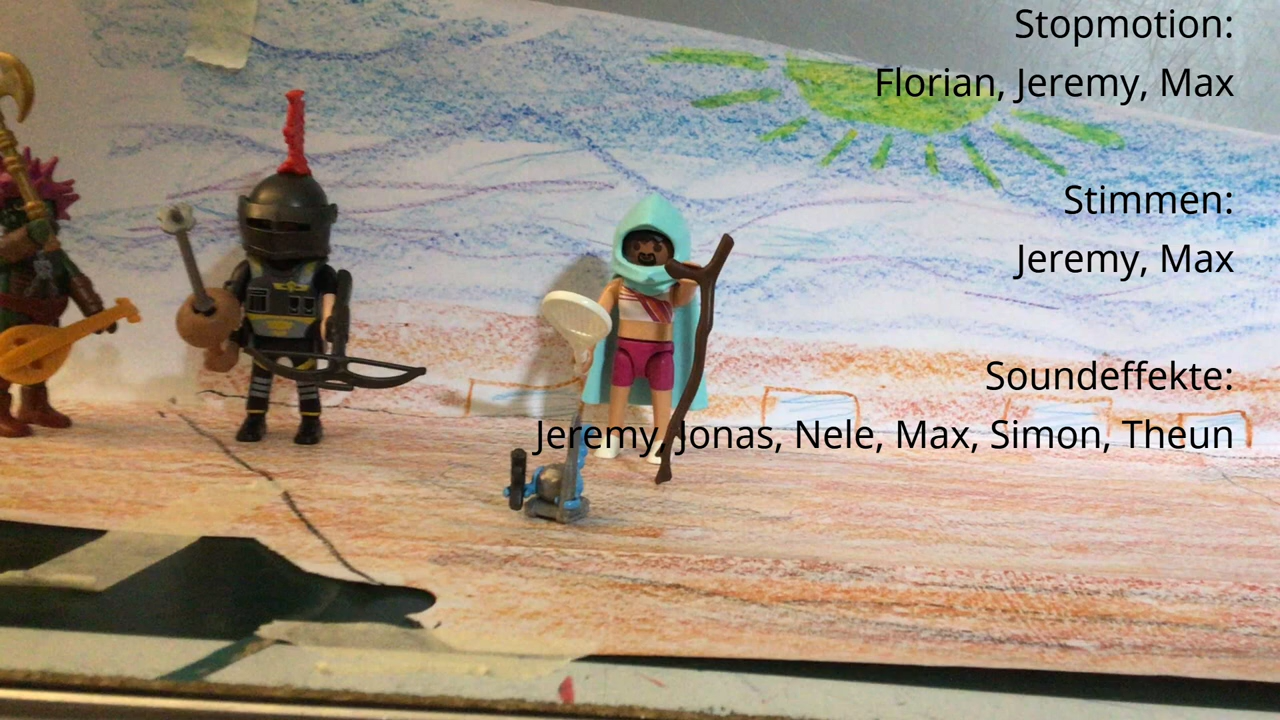 Stopmotion:
Florian, Jeremy, Max
Stimmen:
Jeremy, Max
Soundeffekte:
Jeremy, Jonas, Nele, Max, Simon, Theun